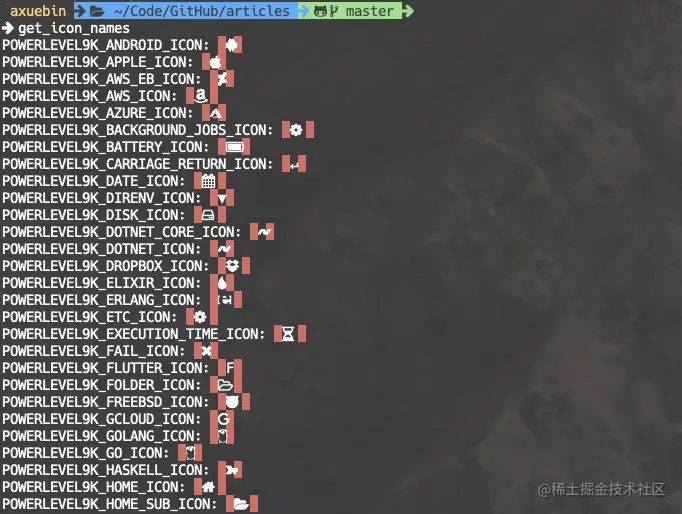 axuebin ~/Code/GitHub/articles master
get_icon_names
POWERLEVEL9K_ANDROID_ICON:
POWERLEVEL9K_APPLE_ICON:
POWERLEVEL9K_AWS_EB_ICON:
POWERLEVEL9K_AWS_ICON:
POWERLEVEL9K_AZURE_ICON:
POWERLEVEL9K_BACKGROUND_JOBS_ICON:
POWERLEVEL9K_BATTERY_ICON:
POWERLEVEL9K_CARRIAGE_RETURN_ICON:
POWERLEVEL9K_DATE_ICON:
POWERLEVEL9K_DIRENV_ICON:
POWERLEVEL9K_DISK_ICON:
POWERLEVEL9K_DOTNET_CORE_ICON:
POWERLEVEL9K_DOTNET_ICON:
POWERLEVEL9K_DROPBOX_ICON:
POWERLEVEL9K_ELIXIR_ICON:
POWERLEVEL9K_ERLANG_ICON:
POWERLEVEL9K_ETC_ICON:
POWERLEVEL9K_EXECUTION_TIME_ICON:
POWERLEVEL9K_FAIL_ICON:
POWERLEVEL9K_FLUTTER_ICON: F
POWERLEVEL9K_FOLDER_ICON:
POWERLEVEL9K_FREEBSD_ICON:
POWERLEVEL9K_GCLOUD_ICON: G
POWERLEVEL9K_GOLANG_ICON:
POWERLEVEL9K_GO_ICON:
POWERLEVEL9K_HASKELL_ICON:
POWERLEVEL9K_HOME_ICON:
POWERLEVEL9K_HOME_SUB_ICON:
@稀土掘金技术社区